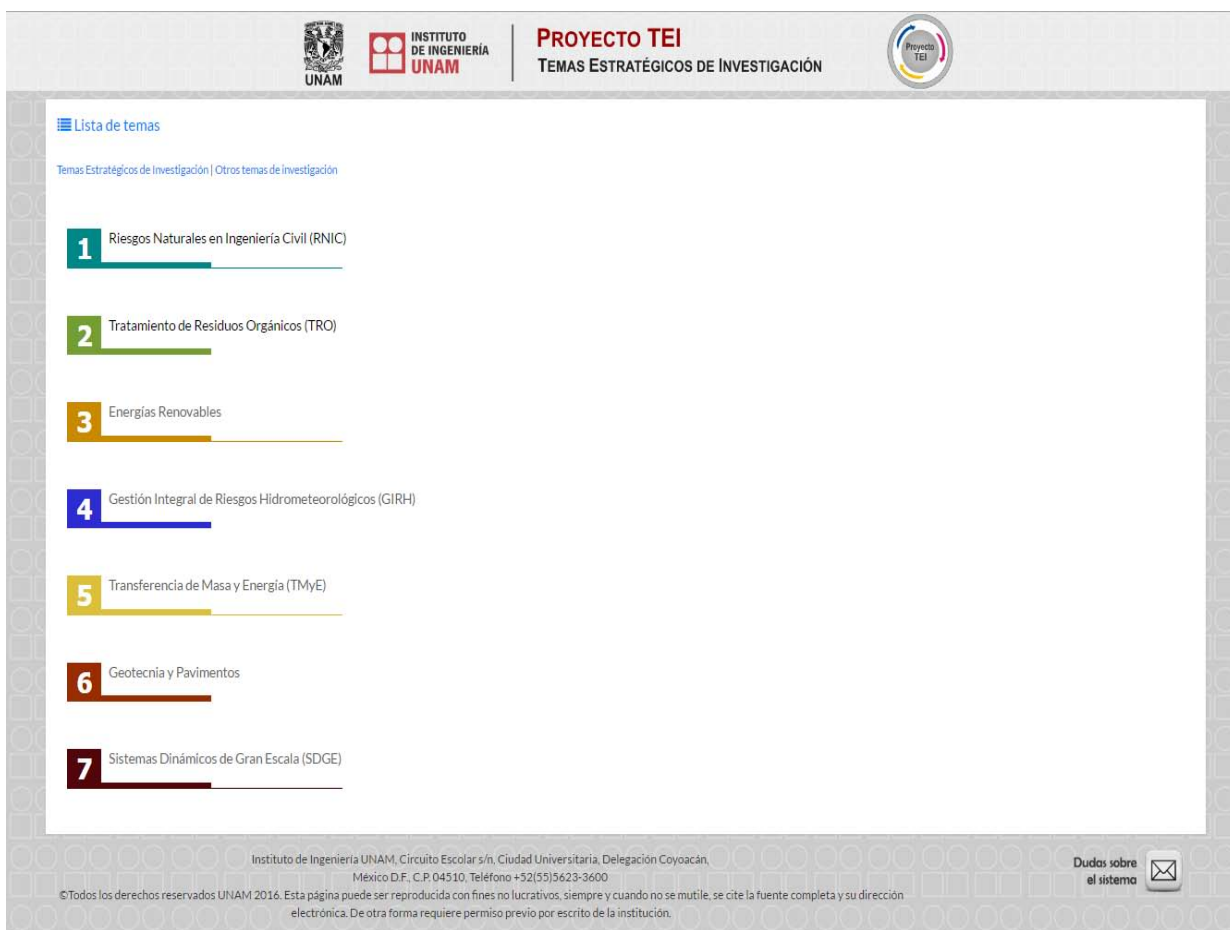 UNAM
INSTITUTO
DE INGENIERÍA
UNAM
PROYECTO TEI
TEMAS ESTRATÉGICOS DE INVESTIGACIÓN
Proyecto
TEI
Lista de temas
Temas Estratégicos de Investigación | Otros temas de investigación
1 Riesgos Naturales en Ingeniería Civil (RNIC)
2 Tratamiento de Residuos Orgánicos (TRO)
3 Energías Renovables
4 Gestión Integral de Riesgos Hidrometeorológicos (GIRH)
5 Transferencia de Masa y Energía (TMyE)
6 Geotecnia y Pavimentos
7 Sistemas Dinámicos de Gran Escala (SDGE)
Instituto de Ingeniería UNAM, Circuito Escolar s/n, Ciudad Universitaria, Delegación Coyoacán,
México D.F., C.P. 04510, Teléfono +52(55)5623-3600
©Todos los derechos reservados UNAM 2016. Esta página puede ser reproducida con fines no lucrativos, siempre y cuando no se mutile, se cite la fuente completa y su dirección
electrónica. De otra forma requiere permiso previo por escrito de la institución.
Dudas sobre
el sistema